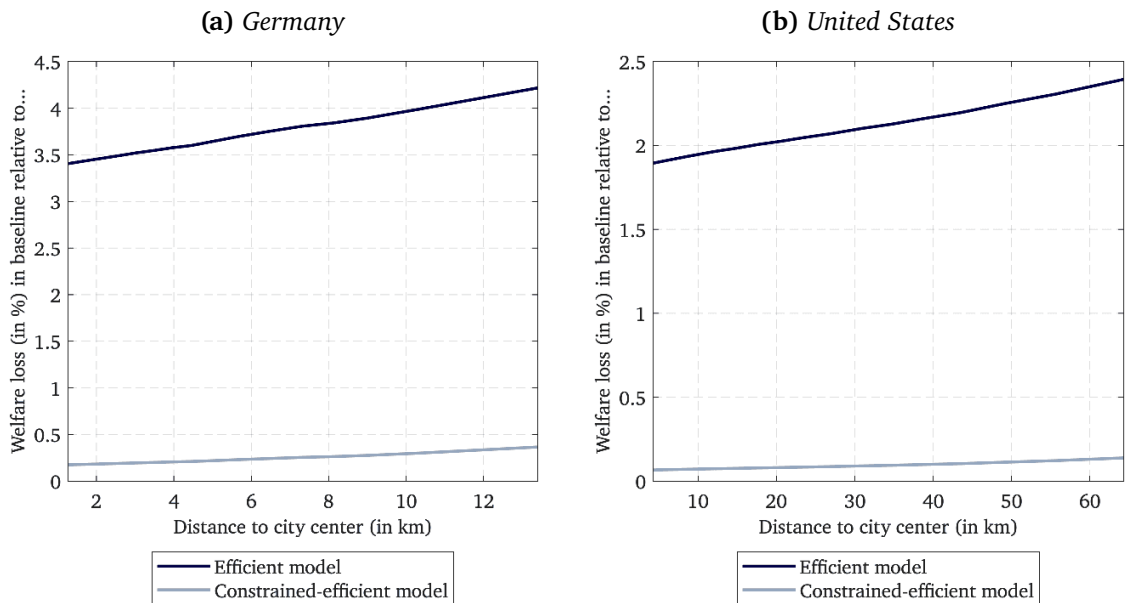 (a) Germany
Welfare loss (in %) in baseline relative to...
4.5
4
3.5
3
2.5
2
1.5
1
0.5
0
2 4 6 8 10 12
Distance to city center (in km)
Efficient model
Constrained-efficient model
(b) United States
Welfare loss (in %) in baseline relative to...
2.5
2
1.5
1
0.5
0
10 20 30 40 50 60
Distance to city center (in km)
Efficient model
Constrained-efficient model